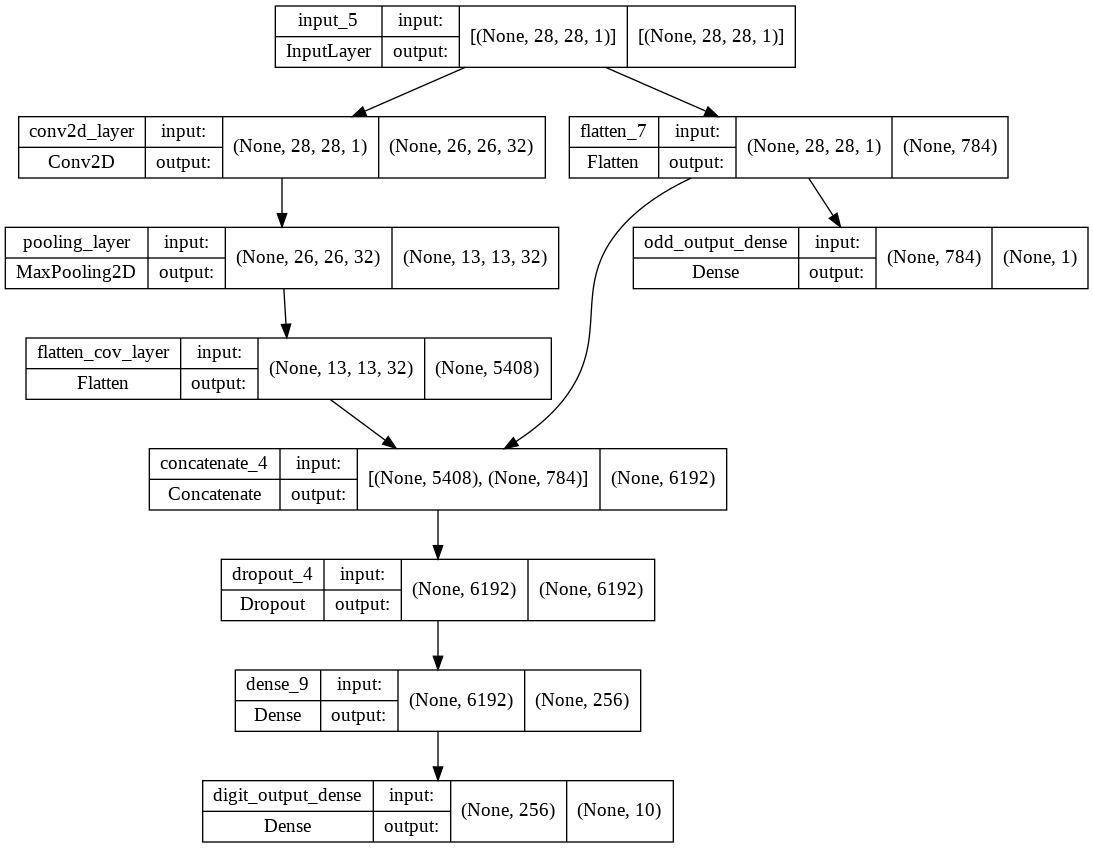 input_5
InputLayer
input:
output:
[(None, 28, 28, 1)]
[(None, 28, 28, 1)]
conv2d_layer
Conv2D
input:
output:
(None, 28, 28, 1)
(None, 26, 26, 32)
flatten_7
Flatten
input:
output:
(None, 28, 28, 1)
(None, 784)
pooling_layer
MaxPooling2D
input:
output:
(None, 26, 26, 32)
(None, 13, 13, 32)
odd_output_dense
Dense
input:
output:
(None, 784)
(None, 1)
flatten_cov_layer
Flatten
input:
output:
(None, 13, 13, 32)
(None, 5408)
concatenate_4
Concatenate
input:
output:
[(None, 5408), (None, 784)]
(None, 6192)
dropout_4
Dropout
input:
output:
(None, 6192)
(None, 6192)
dense_9
Dense
input:
output:
(None, 6192)
(None, 256)
digit_output_dense
Dense
input:
output:
(None, 256)
(None, 10)